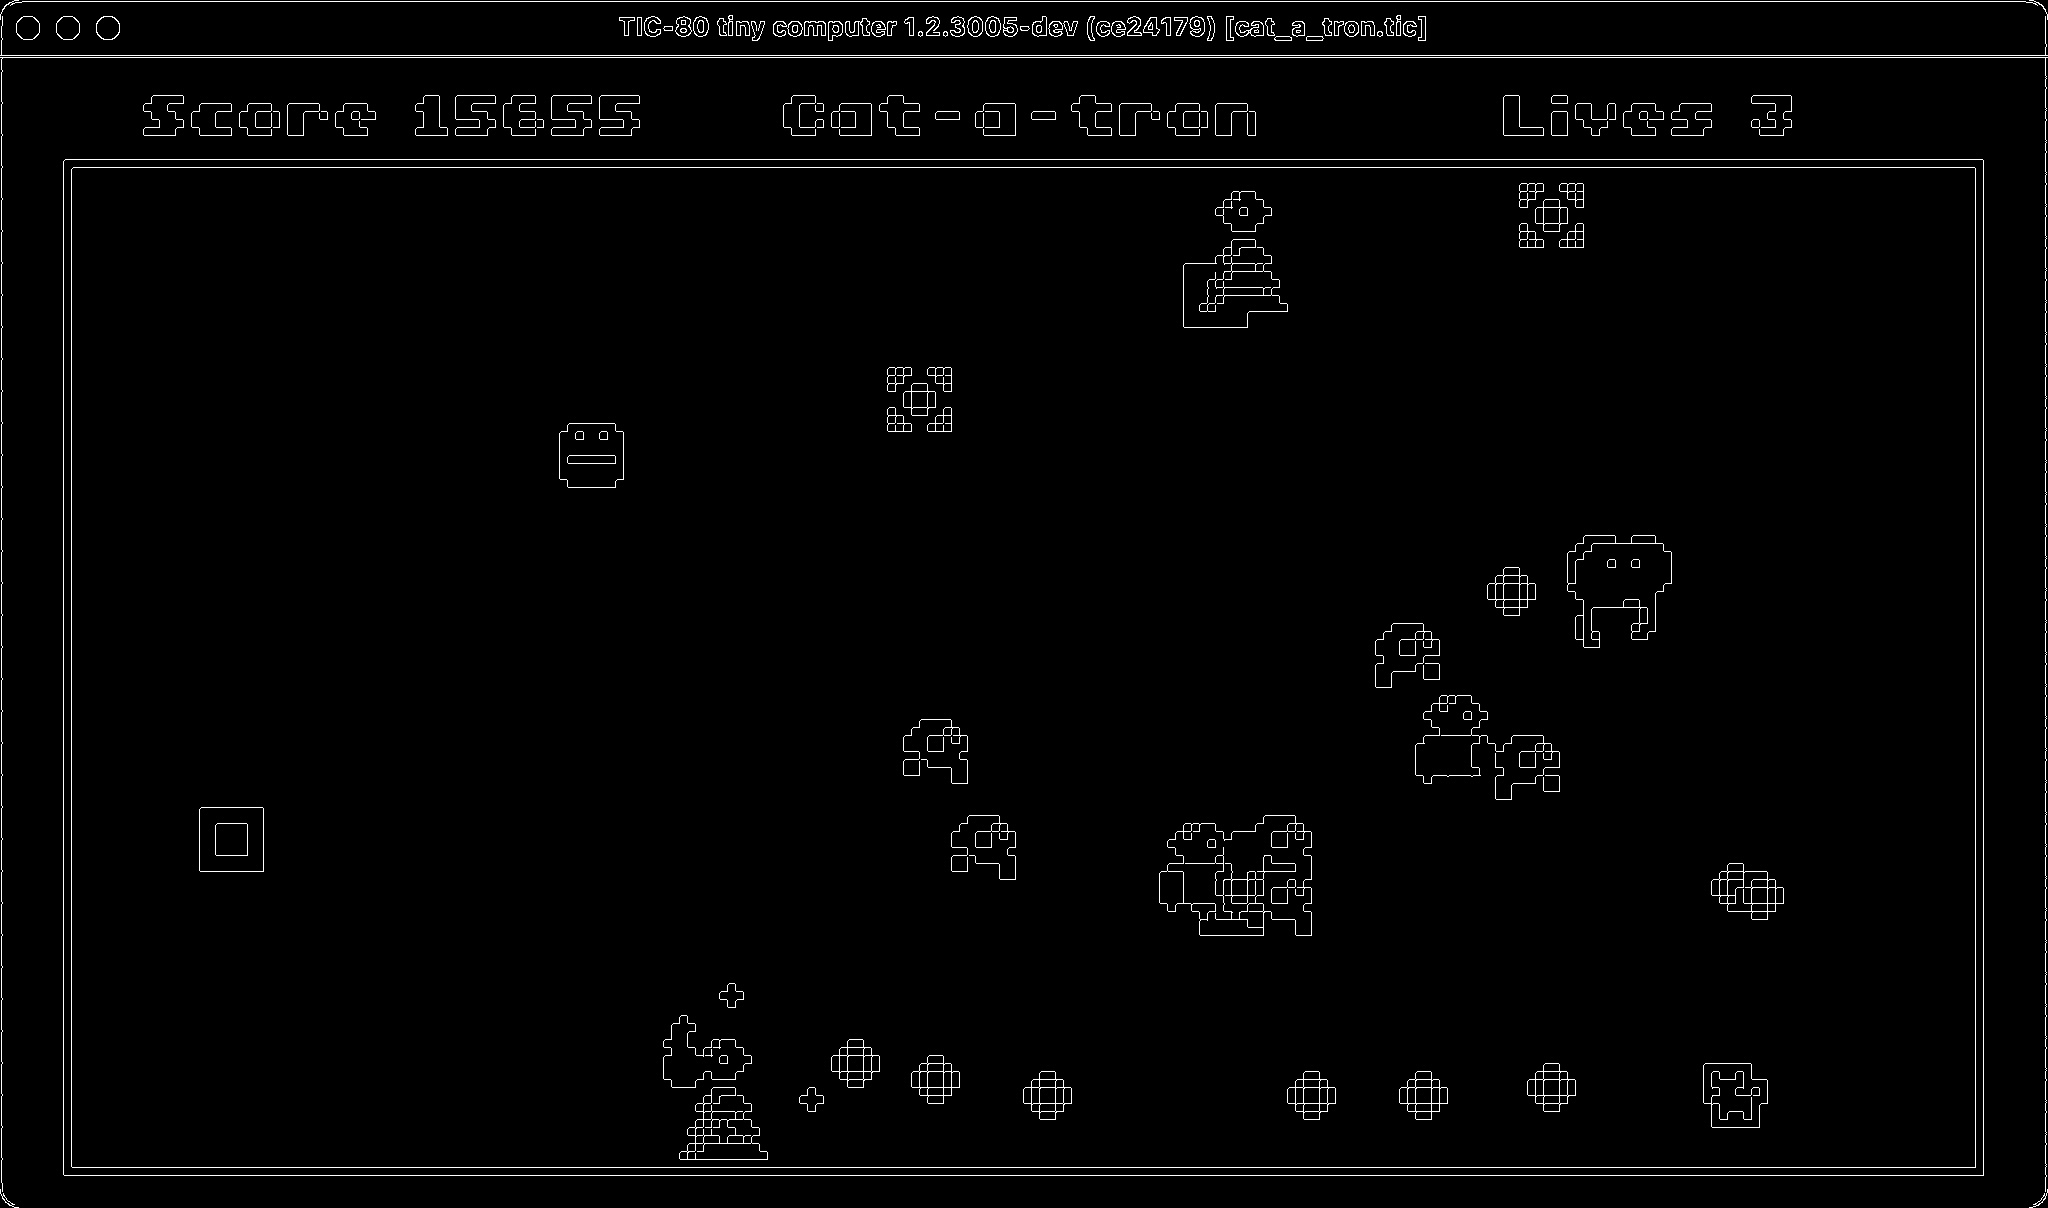 TIC-80 tiny computer 1.2.3005-dev (ce24179) [cat_a_tron.tic]
Score 15655 Cat-a-tron Lives 3